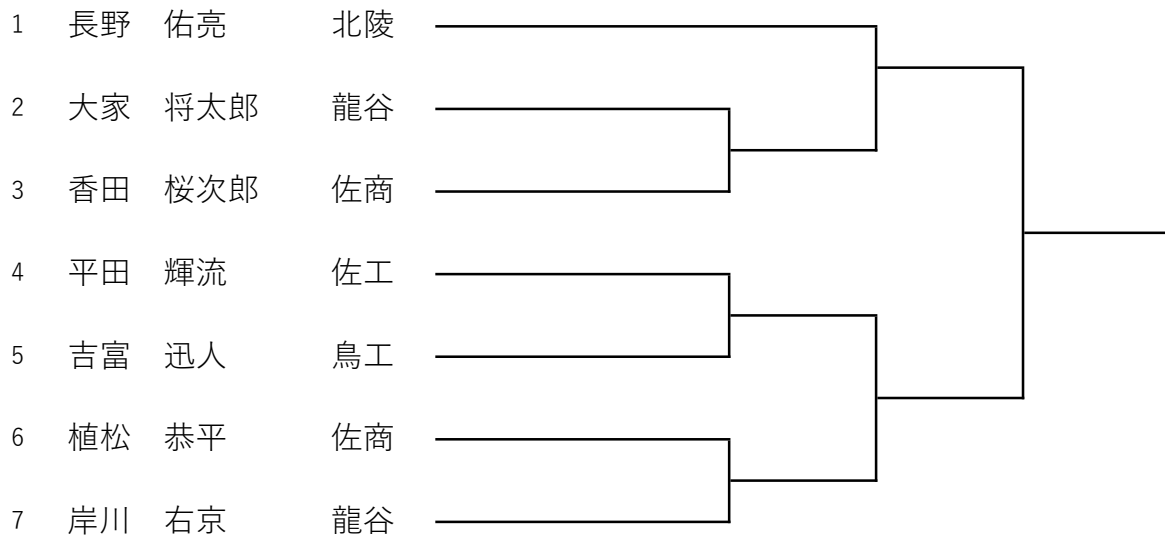 1 長野 佑亮 北陵
2 大家 将太郎 龍谷
3 香田 桜次郎 佐商
4 平田 輝流 佐工
5 吉富 迅人 鳥工
6 植松 恭平 佐商
7 岸川 右京 龍谷